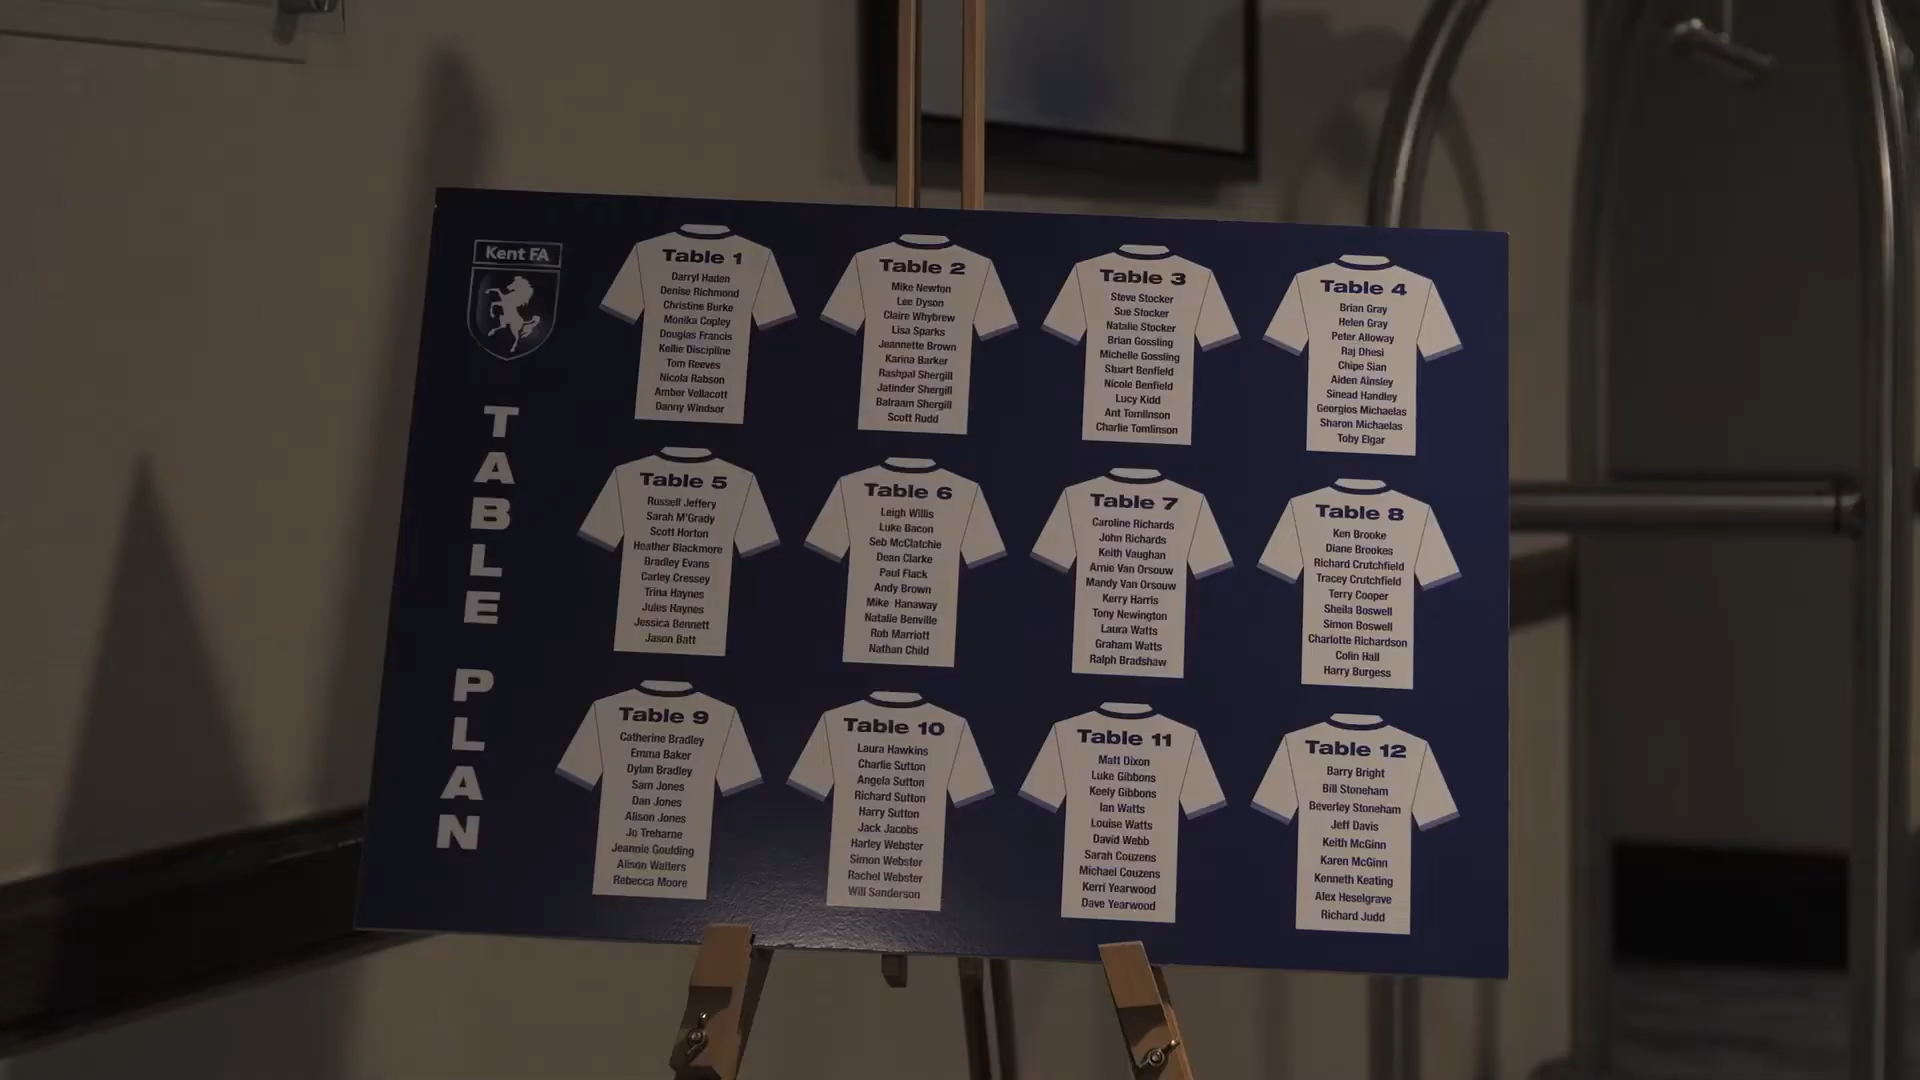 Kent FA
TABLE PLAN
Table 1
Darryl Haden
Denise Richmond
Christine Burke
Monika Copley
Douglas Francis
Kellie Discipline
Tom Reeves
Nicola Rabson
Amber Vellacott
Danny Windsor
Table 2
Mike Newton
Lee Dyson
Claire Whybrew
Lisa Sparks
Jeannette Brown
Karina Barker
Rashpal Shergill
Jatinder Shergill
Balraam Shergill
Scott Rudd
Table 3
Steve Stocker
Sue Stocker
Natalie Stocker
Brian Gossling
Michelle Gossling
Stuart Benfield
Nicole Benfield
Lucy Kidd
Ant Tomlinson
Charlie Tomlinson
Table 4
Brian Gray
Helen Gray
Peter Alloway
Raj Dhesi
Chipe Sian
Aiden Ainsley
Sinead Handley
Georgios Michaelas
Sharon Michaelas
Toby Elgar
Table 5
Russell Jeffery
Sarah M'Grady
Scott Horton
Heather Blackmore
Bradley Evans
Carley Cressey
Trina Haynes
Jules Haynes
Jessica Bennett
Jason Batt
Table 6
Leigh Willis
Luke Bacon
Seb McClatchie
Dean Clarke
Paul Flack
Andy Brown
Mike Hanaway
Natalie Benville
Rob Marriott
Nathan Child
Table 7
Caroline Richards
John Richards
Keith Vaughan
Arnie Van Orsouw
Mandy Van Orsouw
Kerry Harris
Tony Newington
Laura Watts
Graham Watts
Ralph Bradshaw
Table 8
Ken Brooke
Diane Brookes
Richard Crutchfield
Tracey Crutchfield
Terry Cooper
Sheila Boswell
Simon Boswell
Charlotte Richardson
Colin Hall
Harry Burgess
Table 9
Catherine Bradley
Emma Baker
Dylan Bradley
Sam Jones
Dan Jones
Alison Jones
Jo Treharne
Jeannie Goulding
Alison Walters
Rebecca Moore
Table 10
Laura Hawkins
Charlie Sutton
Angela Sutton
Richard Sutton
Harry Sutton
Jack Jacobs
Harley Webster
Simon Webster
Rachel Webster
Will Sanderson
Table 11
Matt Dixon
Luke Gibbons
Keely Gibbons
Ian Watts
Louise Watts
David Webb
Sarah Couzens
Michael Couzens
Kerri Yearwood
Dave Yearwood
Table 12
Barry Bright
Bill Stoneham
Beverley Stoneham
Jeff Davis
Keith McGinn
Karen McGinn
Kenneth Keating
Alex Heselgrave
Richard Judd